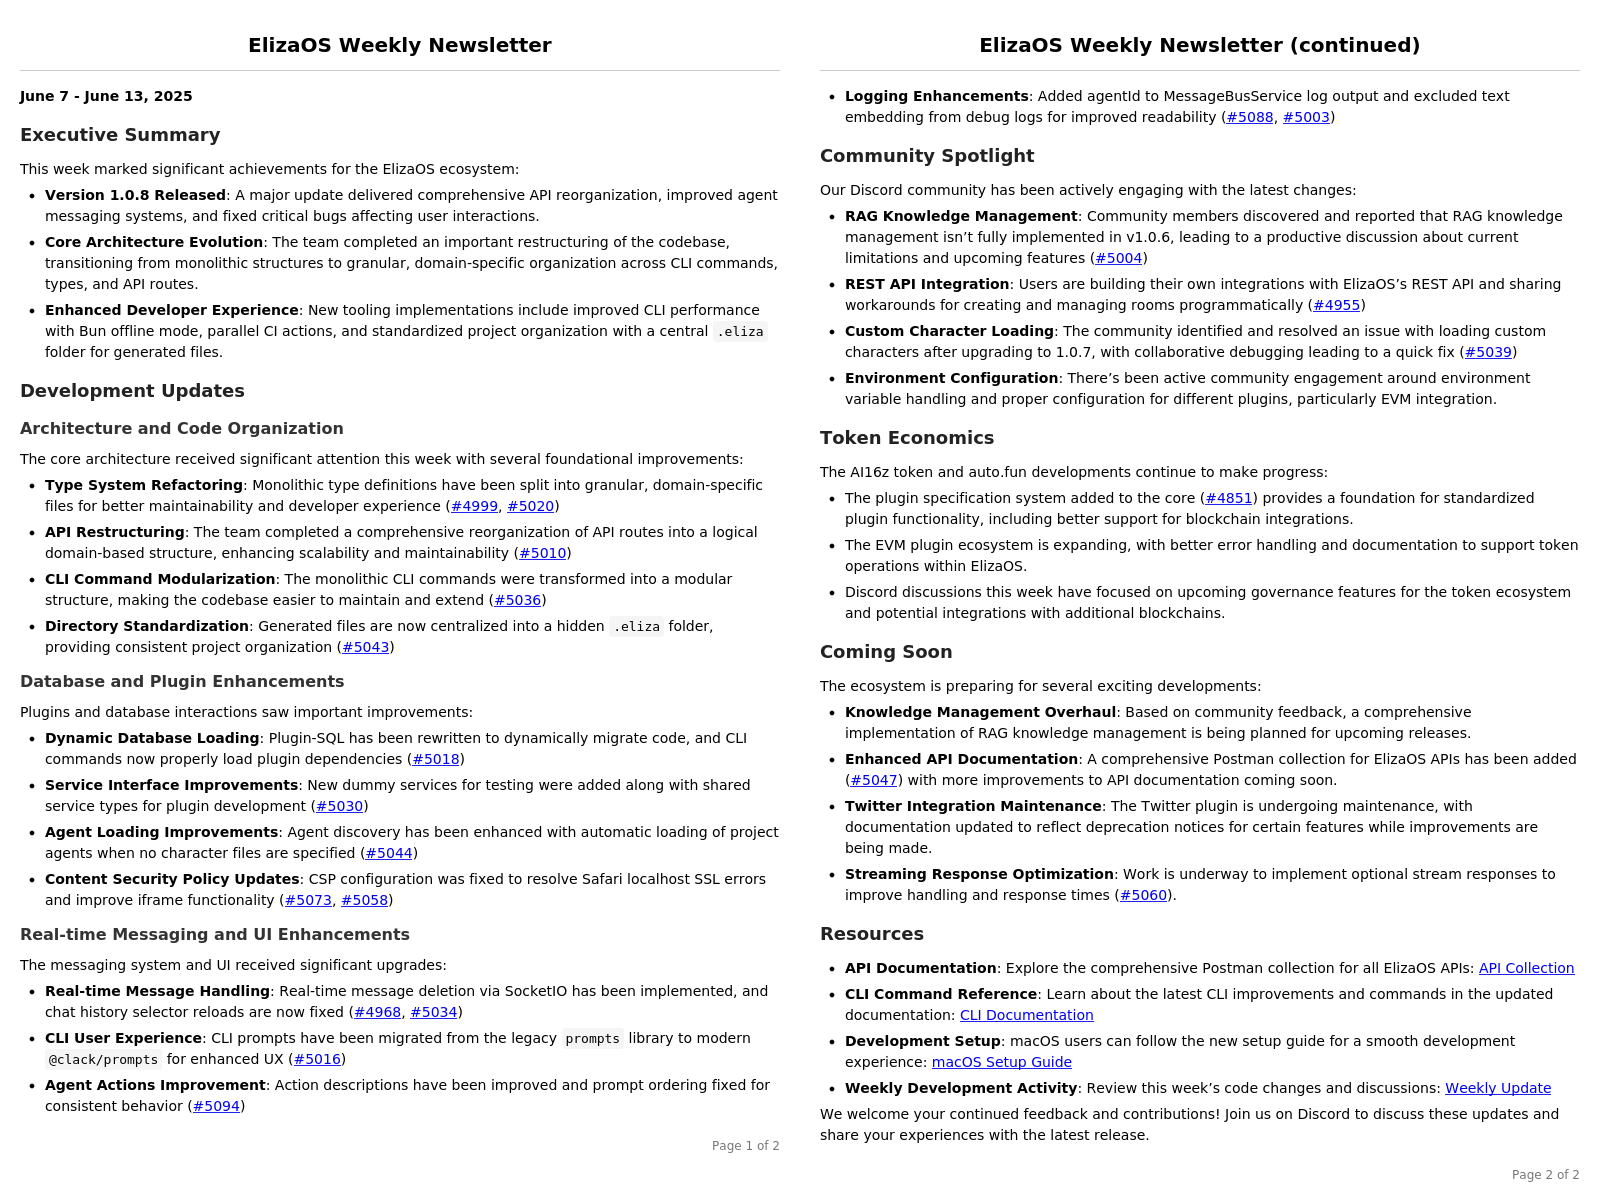 ElizaOS Weekly Newsletter
June 7 - June 13, 2025
Executive Summary
This week marked significant achievements for the ElizaOS ecosystem:
• Version 1.0.8 Released: A major update delivered comprehensive API reorganization, improved agent
messaging systems, and fixed critical bugs affecting user interactions.
• Core Architecture Evolution: The team completed an important restructuring of the codebase,
transitioning from monolithic structures to granular, domain-specific organization across CLI commands,
types, and API routes.
• Enhanced Developer Experience: New tooling implementations include improved CLI performance
with Bun offline mode, parallel CI actions, and standardized project organization with a central .eliza
folder for generated files.
Development Updates
Architecture and Code Organization
The core architecture received significant attention this week with several foundational improvements:
• Type System Refactoring: Monolithic type definitions have been split into granular, domain-specific
files for better maintainability and developer experience (#4999, #5020)
• API Restructuring: The team completed a comprehensive reorganization of API routes into a logical
domain-based structure, enhancing scalability and maintainability (#5010)
• CLI Command Modularization: The monolithic CLI commands were transformed into a modular
structure, making the codebase easier to maintain and extend (#5036)
• Directory Standardization: Generated files are now centralized into a hidden .eliza folder,
providing consistent project organization (#5043)
Database and Plugin Enhancements
Plugins and database interactions saw important improvements:
• Dynamic Database Loading: Plugin-SQL has been rewritten to dynamically migrate code, and CLI
commands now properly load plugin dependencies (#5018)
• Service Interface Improvements: New dummy services for testing were added along with shared
service types for plugin development (#5030)
• Agent Loading Improvements: Agent discovery has been enhanced with automatic loading of project
agents when no character files are specified (#5044)
• Content Security Policy Updates: CSP configuration was fixed to resolve Safari localhost SSL errors
and improve iframe functionality (#5073, #5058)
Real-time Messaging and UI Enhancements
The messaging system and UI received significant upgrades:
• Real-time Message Handling: Real-time message deletion via SocketIO has been implemented, and
chat history selector reloads are now fixed (#4968, #5034)
• CLI User Experience: CLI prompts have been migrated from the legacy prompts library to modern
@clack/prompts for enhanced UX (#5016)
• Agent Actions Improvement: Action descriptions have been improved and prompt ordering fixed for
consistent behavior (#5094)
Page 1 of 2
ElizaOS Weekly Newsletter (continued)
• Logging Enhancements: Added agentId to MessageBusService log output and excluded text
embedding from debug logs for improved readability (#5088, #5003)
Community Spotlight
Our Discord community has been actively engaging with the latest changes:
• RAG Knowledge Management: Community members discovered and reported that RAG knowledge
management isn’t fully implemented in v1.0.6, leading to a productive discussion about current
limitations and upcoming features (#5004)
• REST API Integration: Users are building their own integrations with ElizaOS’s REST API and sharing
workarounds for creating and managing rooms programmatically (#4955)
• Custom Character Loading: The community identified and resolved an issue with loading custom
characters after upgrading to 1.0.7, with collaborative debugging leading to a quick fix (#5039)
• Environment Configuration: There’s been active community engagement around environment
variable handling and proper configuration for different plugins, particularly EVM integration.
Token Economics
The AI16z token and auto.fun developments continue to make progress:
• The plugin specification system added to the core (#4851) provides a foundation for standardized
plugin functionality, including better support for blockchain integrations.
• The EVM plugin ecosystem is expanding, with better error handling and documentation to support token
operations within ElizaOS.
• Discord discussions this week have focused on upcoming governance features for the token ecosystem
and potential integrations with additional blockchains.
Coming Soon
The ecosystem is preparing for several exciting developments:
• Knowledge Management Overhaul: Based on community feedback, a comprehensive
implementation of RAG knowledge management is being planned for upcoming releases.
• Enhanced API Documentation: A comprehensive Postman collection for ElizaOS APIs has been added
(#5047) with more improvements to API documentation coming soon.
• Twitter Integration Maintenance: The Twitter plugin is undergoing maintenance, with
documentation updated to reflect deprecation notices for certain features while improvements are
being made.
• Streaming Response Optimization: Work is underway to implement optional stream responses to
improve handling and response times (#5060).
Resources
• API Documentation: Explore the comprehensive Postman collection for all ElizaOS APIs: API Collection
• CLI Command Reference: Learn about the latest CLI improvements and commands in the updated
documentation: CLI Documentation
• Development Setup: macOS users can follow the new setup guide for a smooth development
experience: macOS Setup Guide
• Weekly Development Activity: Review this week’s code changes and discussions: Weekly Update
We welcome your continued feedback and contributions! Join us on Discord to discuss these updates and
share your experiences with the latest release.
Page 2 of 2